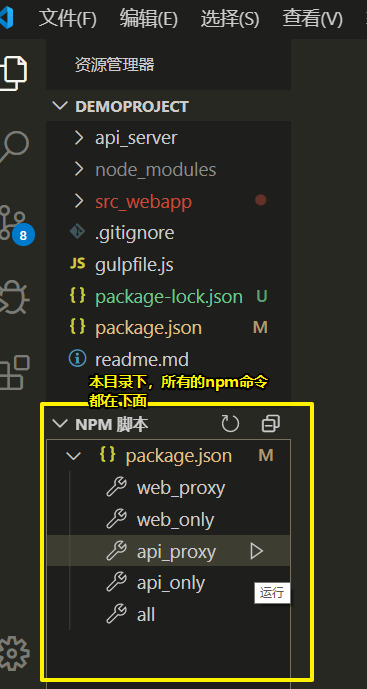 文件(F) 编辑(E) 选择(S) 查看(V)
资源管理器
DEMOPROJECT
api_server
node_modules
src_webapp
.gitignore
JS gulpfile.js
{} package-lock.json U
{} package.json M
readme.md
本目录下，所有的npm命令
都在下面
NPM 脚本
{} package.json M
web_proxy
web_only
api_proxy
api_only
运行
all
8